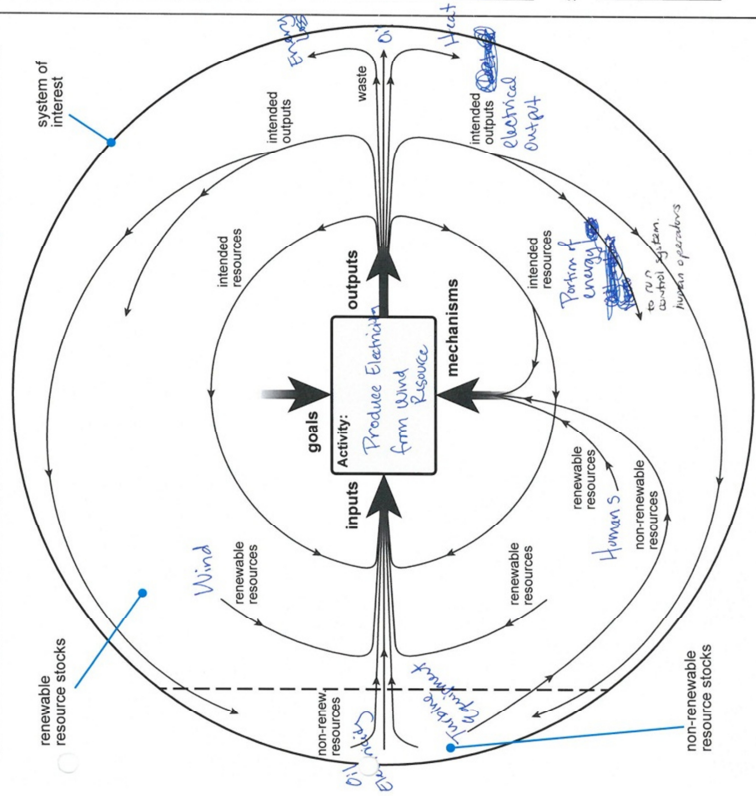 system of
interest
Energy
Loss
Oil
Heat
waste
intended
outputs
intended
outputs
electrical
output
intended
resources
intended
resources
outputs
mechanisms
goals
inputs
Activity:
Produce Electricity
from Wind
Resource
Portion of
energy
to run
control system.
human operators
Wind
renewable
resources
renewable
resources
renewable
resources
Humans
non-renewable
resources
renewable
resource stocks
non-renew.
resources
Oil
Turbine
Equipment
non-renewable
resource stocks